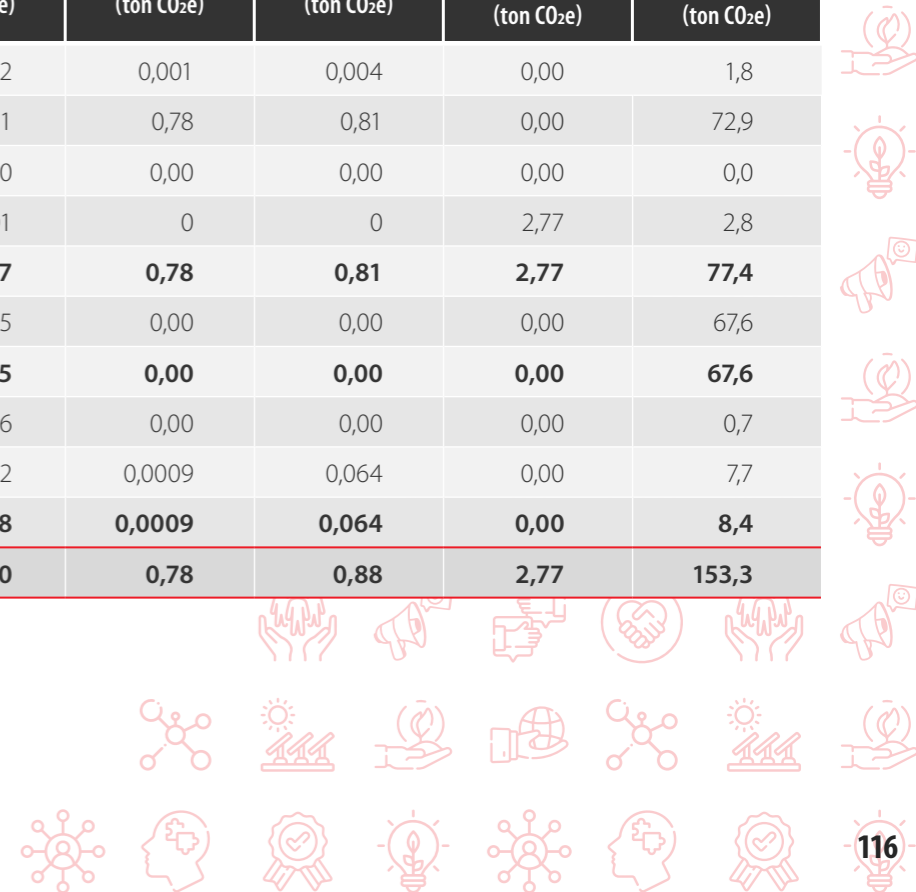 e) (ton CO₂e) (ton CO₂e) (ton CO₂e) (ton CO₂e)
2 0,001 0,004 0,00 1,8
1 0,78 0,81 0,00 72,9
0 0,00 0,00 0,00 0,0
1 0 0 2,77 2,8
7 0,78 0,81 2,77 77,4
5 0,00 0,00 0,00 67,6
5 0,00 0,00 0,00 67,6
6 0,00 0,00 0,00 0,7
2 0,0009 0,064 0,00 7,7
8 0,0009 0,064 0,00 8,4
0 0,78 0,88 2,77 153,3
116